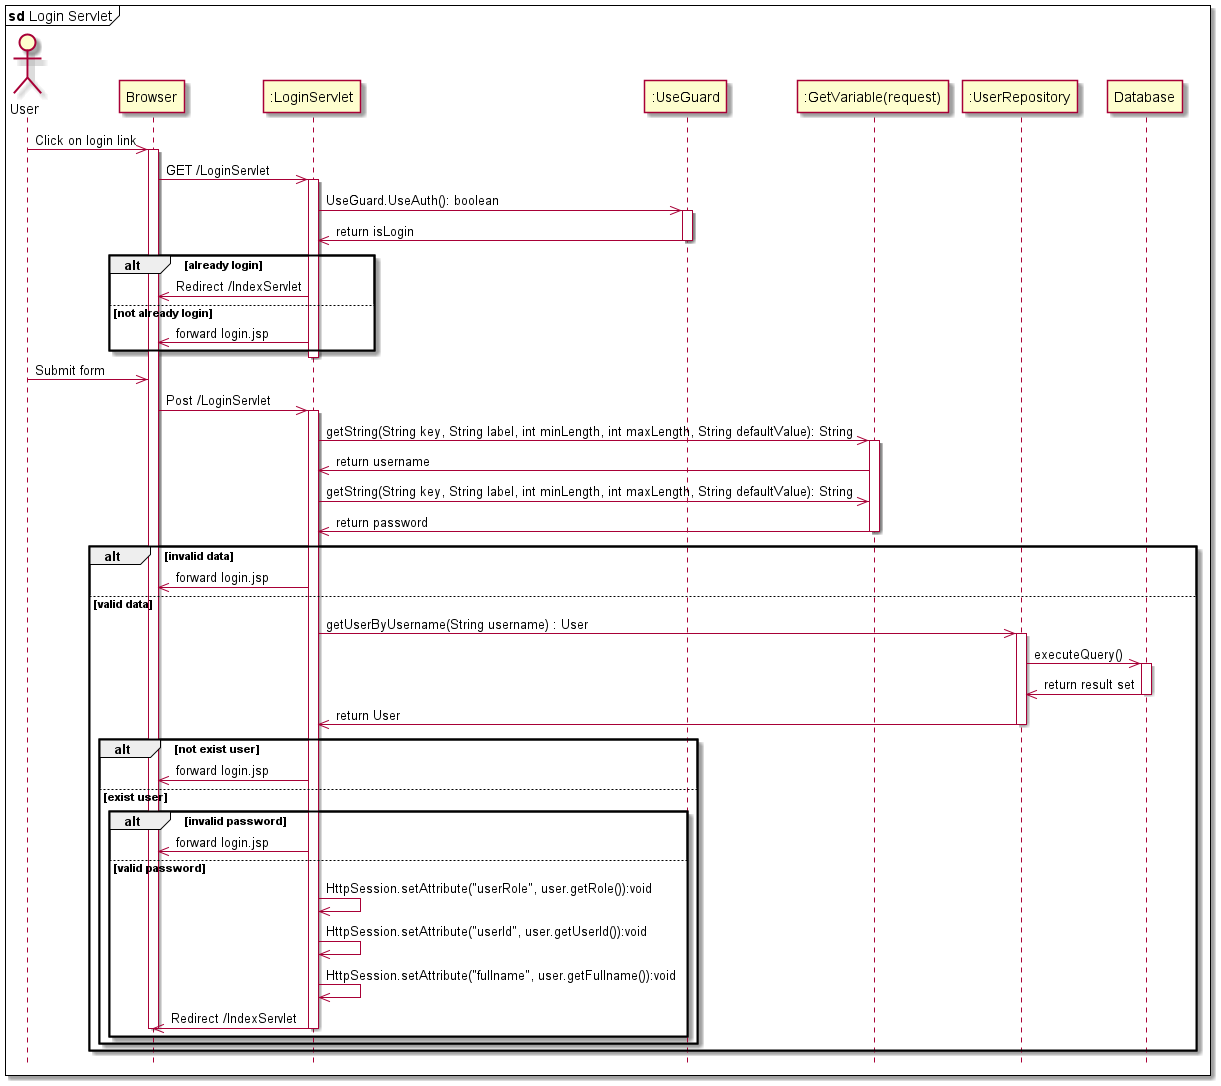 sd Login Servlet
User
Browser
:LoginServlet
:UseGuard
:GetVariable(request)
:UserRepository
Database
Click on login link
GET /LoginServlet
UseGuard.UseAuth(): boolean
return isLogin
alt [already login]
Redirect /IndexServlet
[not already login]
forward login.jsp
Submit form
Post /LoginServlet
getString(String key, String label, int minLength, int maxLength, String defaultValue): String
return username
getString(String key, String label, int minLength, int maxLength, String defaultValue): String
return password
alt [invalid data]
forward login.jsp
[valid data]
getUserByUsername(String username) : User
executeQuery()
return result set
return User
alt [not exist user]
forward login.jsp
[exist user]
alt [invalid password]
forward login.jsp
[valid password]
HttpSession.setAttribute("userRole", user.getRole()):void
HttpSession.setAttribute("userId", user.getUserId()):void
HttpSession.setAttribute("fullname", user.getFullname()):void
Redirect /IndexServlet